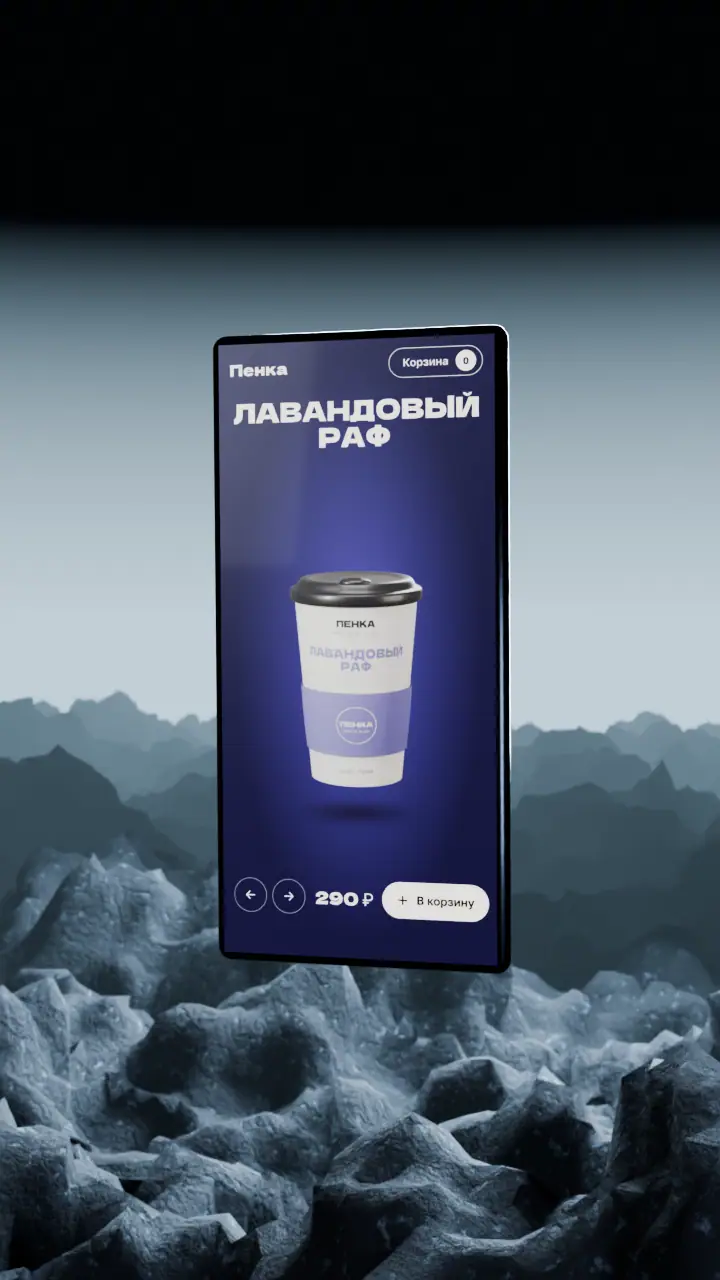 Пенка
Корзина 0
ЛАВАНДОВЫЙ
РАФ
ПЕНКА
ЛАВАНДОВЫЙ
РАФ
ПЕНКА
290 ₽
+ В корзину